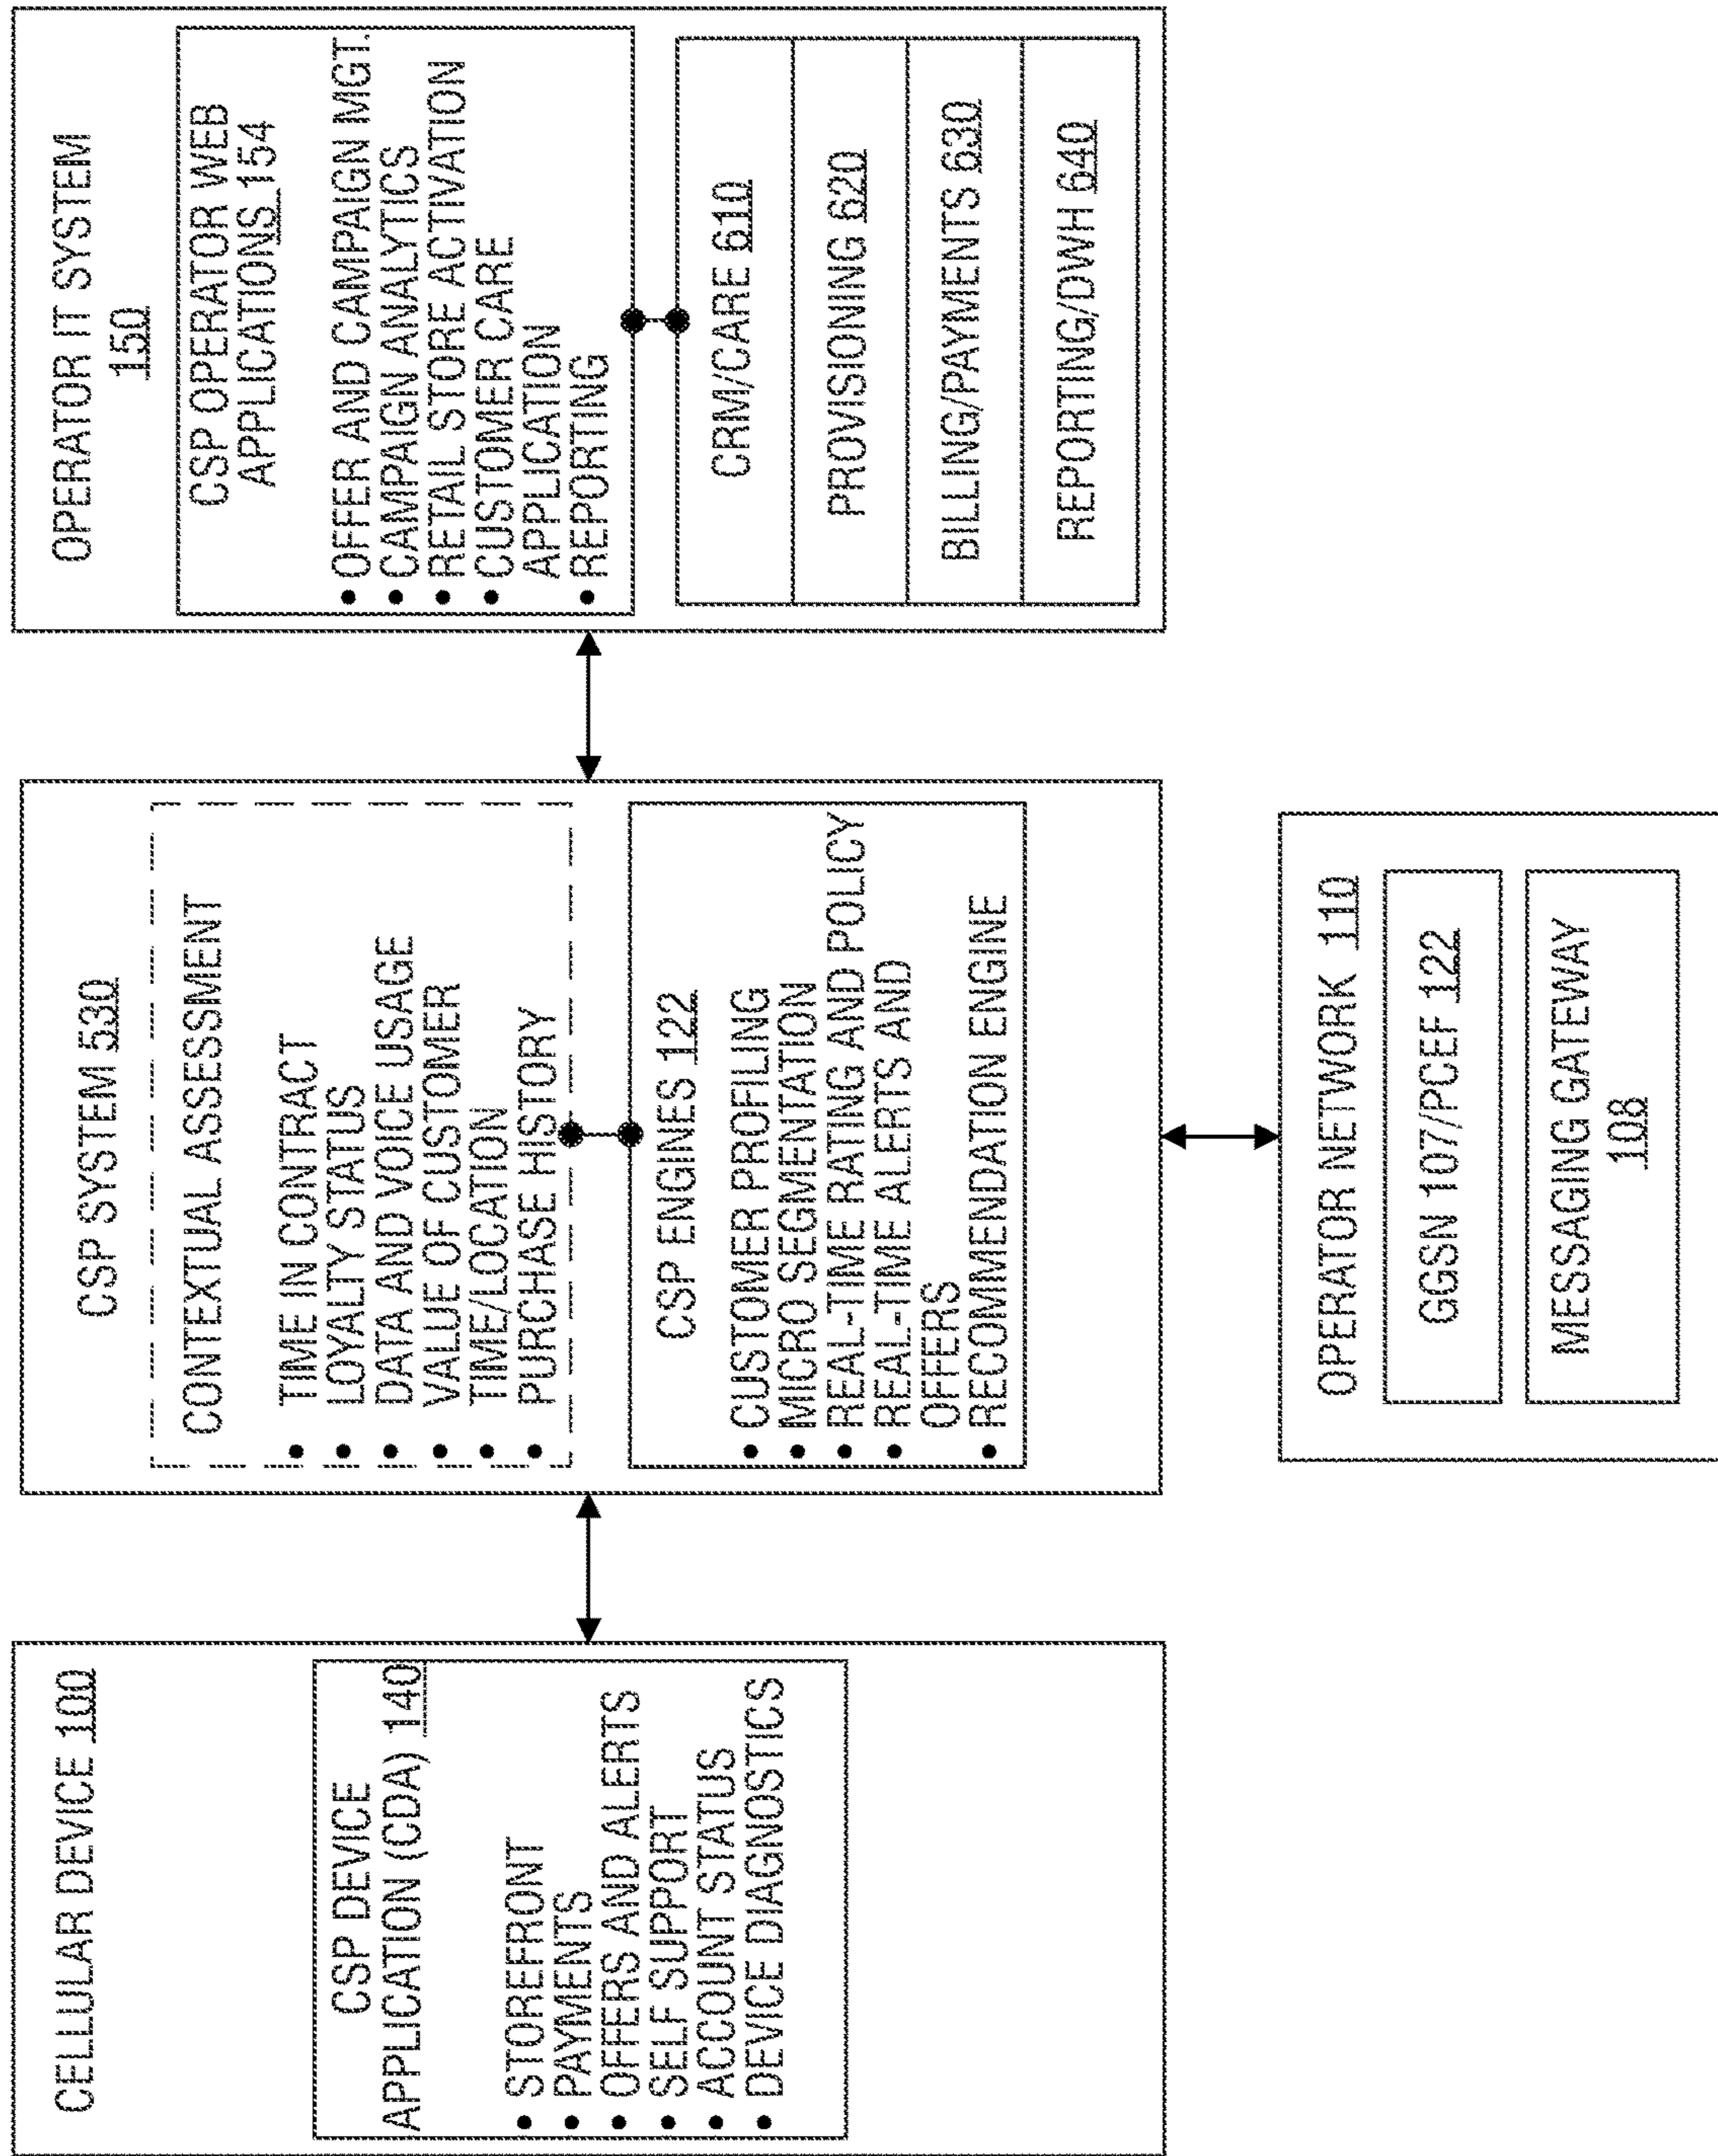 CELLULAR DEVICE 100
CSP DEVICE
APPLICATION (CDA) 140
• STOREFRONT
• PAYMENTS
• OFFERS AND ALERTS
• SELF SUPPORT
• ACCOUNT STATUS
• DEVICE DIAGNOSTICS
CSP SYSTEM 530
CONTEXTUAL ASSESSMENT
• TIME IN CONTRACT
• LOYALTY STATUS
• DATA AND VOICE USAGE
• VALUE OF CUSTOMER
• TIME/LOCATION
• PURCHASE HISTORY
CSP ENGINES 122
• CUSTOMER PROFILING
• MICRO SEGMENTATION
• REAL-TIME RATING AND POLICY
• REAL-TIME ALERTS AND
OFFERS
• RECOMMENDATION ENGINE
OPERATOR NETWORK 110
GGSN 107/PCEF 122
MESSAGING GATEWAY
108
OPERATOR IT SYSTEM
150
CSP OPERATOR WEB
APPLICATIONS 154
• OFFER AND CAMPAIGN MGT.
• CAMPAIGN ANALYTICS
• RETAIL STORE ACTIVATION
• CUSTOMER CARE
APPLICATION
• REPORTING
CRM/CARE 610
PROVISIONING 620
BILLING/PAYMENTS 630
REPORTING/DWH 640